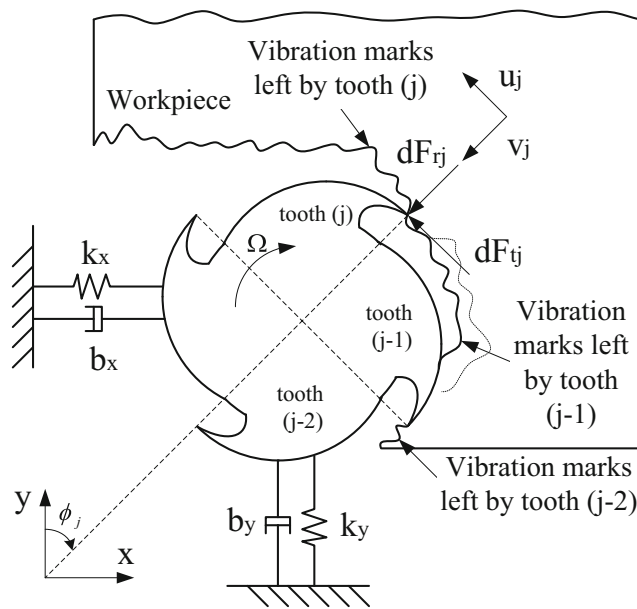 Vibration marks
left by tooth (j)
Workpiece
uj
vj
dFrj
tooth (j)
dFtj
Ω
kx
bx
tooth
(j-1)
Vibration
marks left
by tooth
(j-1)
tooth
(j-2)
Vibration marks
left by tooth (j-2)
y
ϕj
x
by
ky